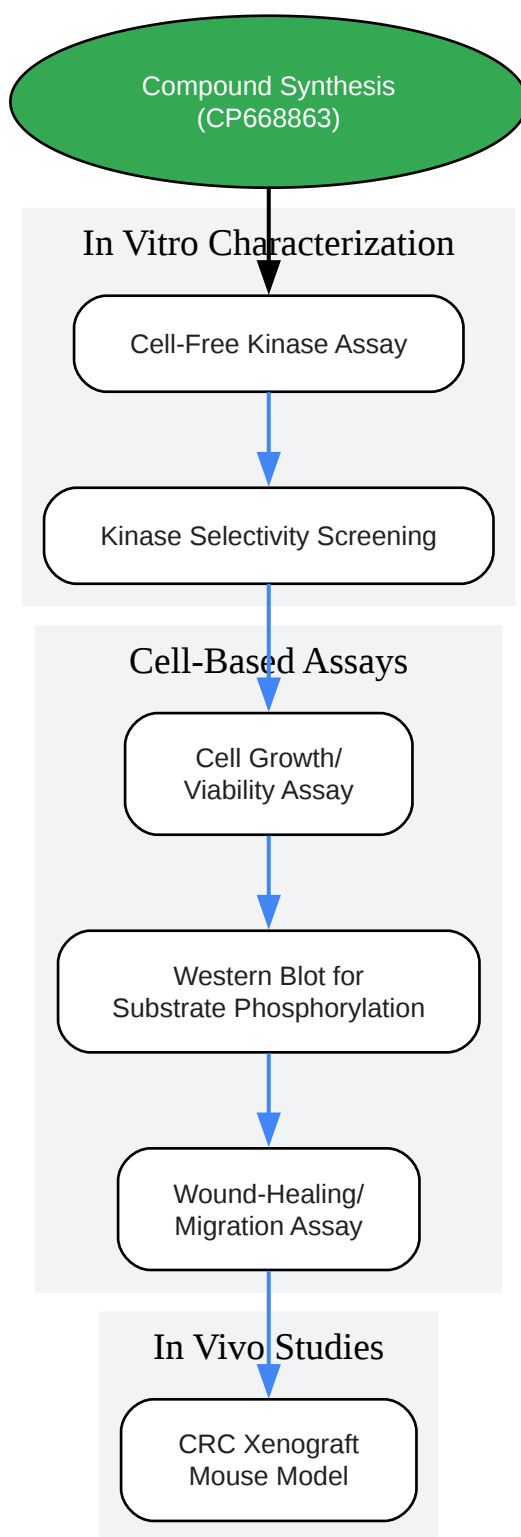 Compound Synthesis
(CP668863)
In Vitro Characterization
Cell-Free Kinase Assay
Kinase Selectivity Screening
Cell-Based Assays
Cell Growth/
Viability Assay
Western Blot for
Substrate Phosphorylation
Wound-Healing/
Migration Assay
In Vivo Studies
CRC Xenograft
Mouse Model